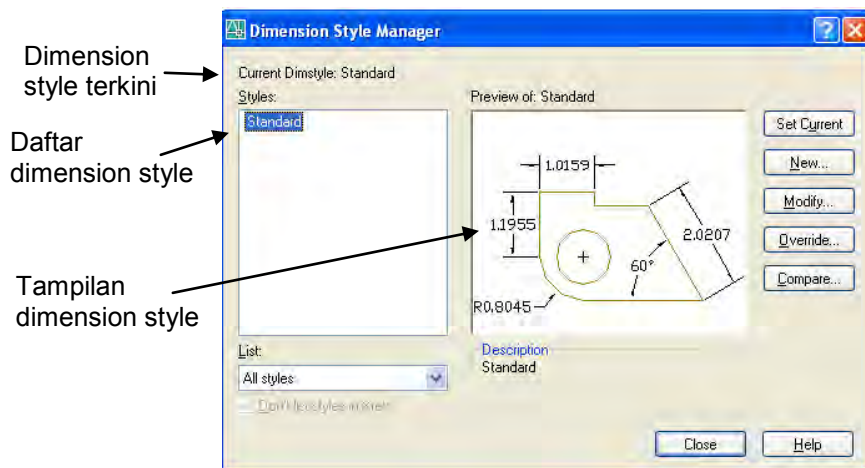 Dimension Style Manager
Dimension
style terkini
Current Dimstyle: Standard
Styles:
Preview of: Standard
Standard
Set Current
Daftar
dimension style
New...
Modify...
Override...
Compare...
1.0159
1.1955
2.0207
60°
R0,8045
Tampilan
dimension style
List:
All styles
Description
Standard
Close
Help